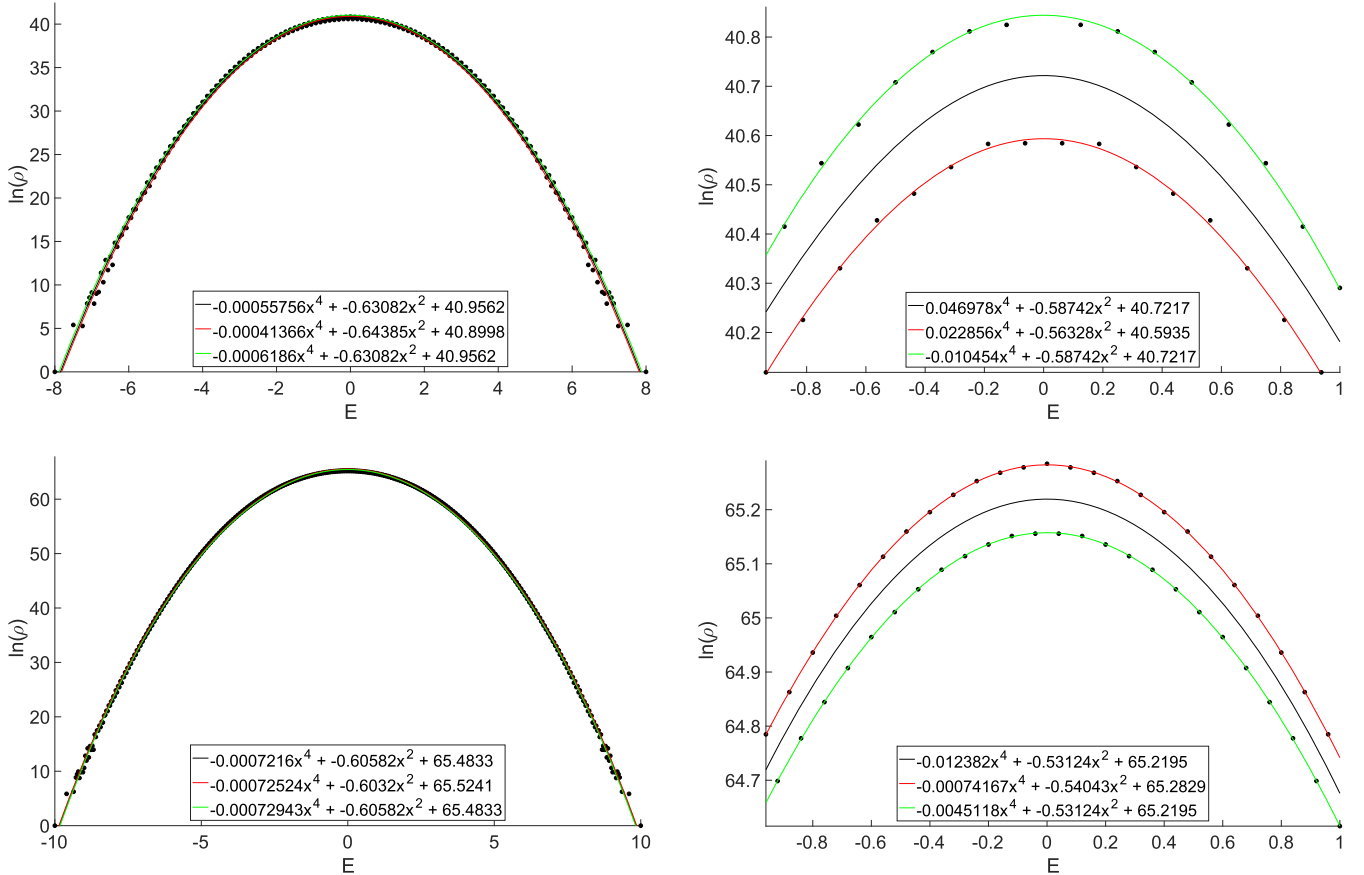 40
35
30
25
20
15
10
5
0
ln(ρ)
-0.00055756x⁴ + -0.63082x² + 40.9562
-0.00041366x⁴ + -0.64385x² + 40.8998
-0.0006186x⁴ + -0.63082x² + 40.9562
-8 -6 -4 -2 0 2 4 6 8
E
40.8
40.7
40.6
40.5
40.4
40.3
40.2
ln(ρ)
0.046978x⁴ + -0.58742x² + 40.7217
0.022856x⁴ + -0.56328x² + 40.5935
-0.010454x⁴ + -0.58742x² + 40.7217
-0.8 -0.6 -0.4 -0.2 0 0.2 0.4 0.6 0.8 1
E
60
50
40
30
20
10
0
ln(ρ)
-0.0007216x⁴ + -0.60582x² + 65.4833
-0.00072524x⁴ + -0.6032x² + 65.5241
-0.00072943x⁴ + -0.60582x² + 65.4833
-10 -5 0 5 10
E
65.2
65.1
65
64.9
64.8
64.7
ln(ρ)
-0.012382x⁴ + -0.53124x² + 65.2195
-0.00074167x⁴ + -0.54043x² + 65.2829
-0.0045118x⁴ + -0.53124x² + 65.2195
-0.8 -0.6 -0.4 -0.2 0 0.2 0.4 0.6 0.8 1
E